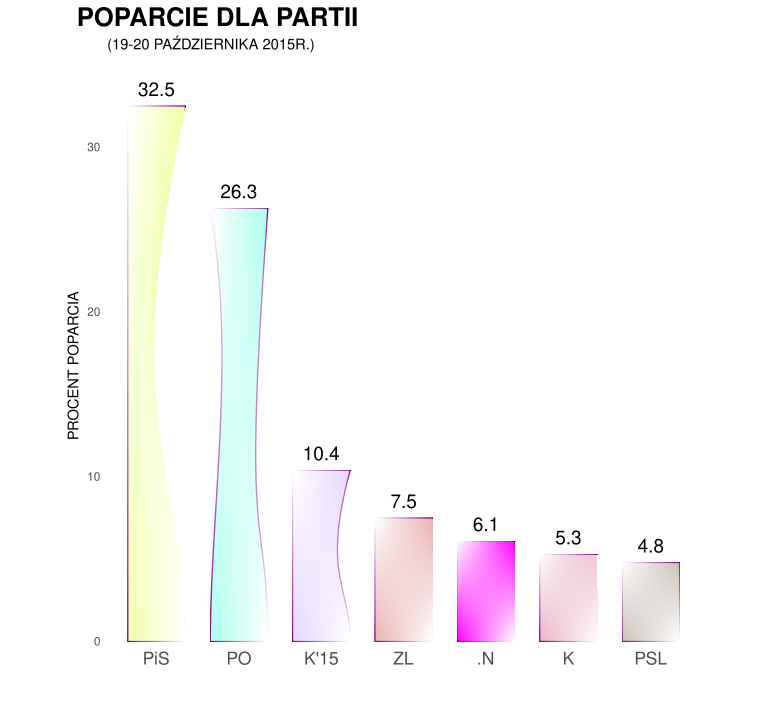 POPARCIE DLA PARTII
(19-20 PAŹDZIERNIKA 2015R.)
32.5
30
26.3
20
PROCENT POPARCIA
10.4
10
7.5
6.1
5.3
4.8
0
PiS PO K'15 ZL .N K PSL